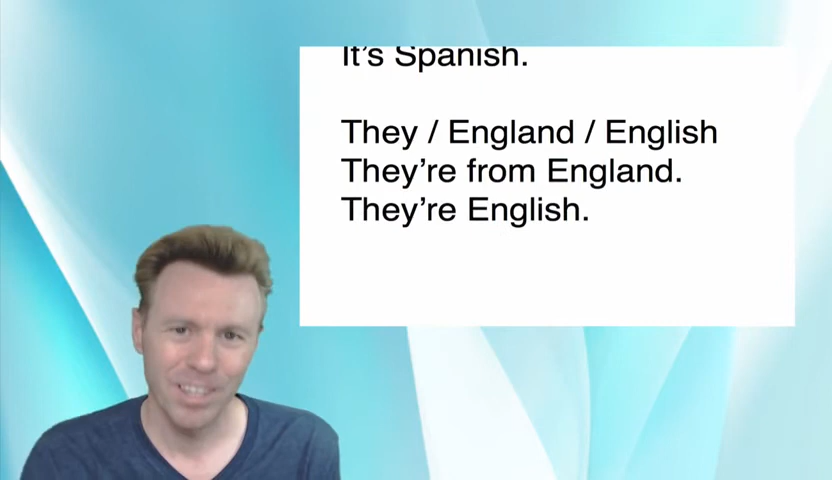 It’s Spanish.
They / England / English
They’re from England.
They’re English.